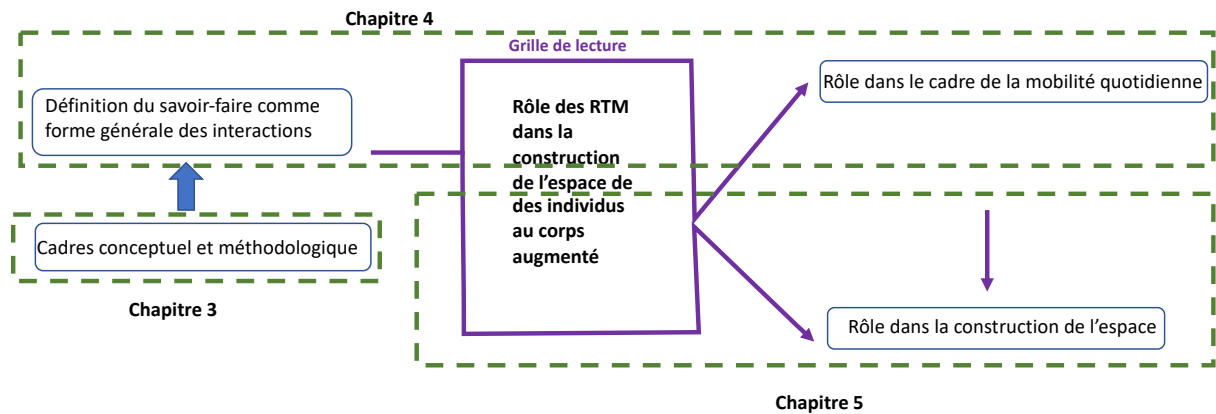 Chapitre 4
Grille de lecture
Définition du savoir-faire comme
forme générale des interactions
Rôle des RTM
dans la
construction
de l’espace de
des individus
au corps
augmenté
Rôle dans le cadre de la mobilité quotidienne
Cadres conceptuel et méthodologique
Chapitre 3
Rôle dans la construction de l’espace
Chapitre 5